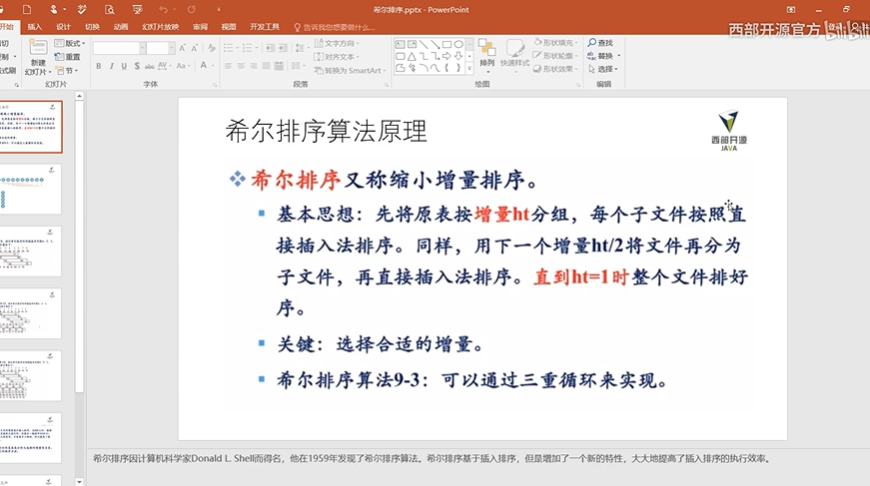 希尔排序.pptx - PowerPoint
西部开源官方 bilibili
开始 插入 设计 切换 动画 幻灯片放映 审阅 视图 开发工具 告诉我您想要做什么...
新建
幻灯片
版式
重置
节
幻灯片
B I U S abc AV Aa A
字体
文字方向
对齐文本
转换为 SmartArt
段落
排列 快速样式
形状填充
形状轮廓
形状效果
绘图
查找
替换
选择
编辑
希尔排序算法原理
西部开源
JAVA
希尔排序又称缩小增量排序。
基本思想：先将原表按增量ht分组，每个子文件按照直
接插入法排序。同样，用下一个增量ht/2将文件再分为
子文件，再直接插入法排序。直到ht=1时整个文件排好
序。
关键：选择合适的增量。
希尔排序算法9-3：可以通过三重循环来实现。
希尔排序因计算机科学家Donald L. Shell而得名，他在1959年发现了希尔排序算法。希尔排序基于插入排序，但是增加了一个新的特性，大大地提高了插入排序的执行效率。